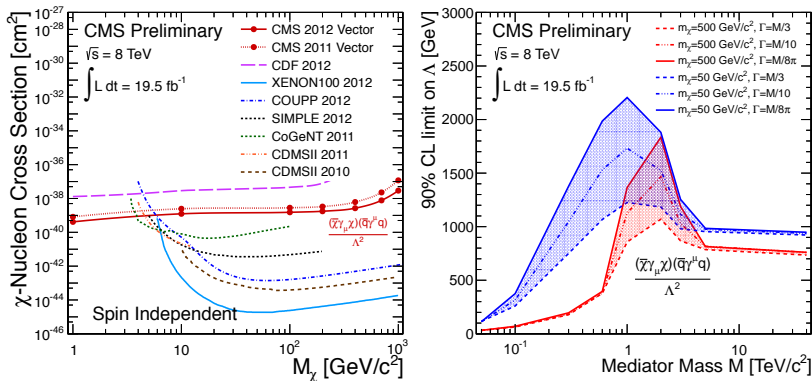 CMS Preliminary
√s = 8 TeV
∫ L dt = 19.5 fb⁻¹
CMS 2012 Vector
CMS 2011 Vector
CDF 2012
XENON100 2012
COUPP 2012
SIMPLE 2012
CoGeNT 2011
CDMSII 2011
CDMSII 2010
(χ̄γ_μχ)(q̄γ^μq)
Λ²
Spin Independent
χ-Nucleon Cross Section [cm²]
10⁻²⁷
10⁻³⁰
10⁻³²
10⁻³⁴
10⁻³⁶
10⁻³⁸
10⁻⁴⁰
10⁻⁴²
10⁻⁴⁴
10⁻⁴⁶
1 10 10² 10³
M_χ [GeV/c²]
CMS Preliminary
√s = 8 TeV
∫ L dt = 19.5 fb⁻¹
m_χ=500 GeV/c², Γ=M/3
m_χ=500 GeV/c², Γ=M/10
m_χ=500 GeV/c², Γ=M/8π
m_χ=50 GeV/c², Γ=M/3
m_χ=50 GeV/c², Γ=M/10
m_χ=50 GeV/c², Γ=M/8π
(χ̄γ_μχ)(q̄γ^μq)
Λ²
90% CL limit on Λ [GeV]
3000
2500
2000
1500
1000
500
0
10⁻¹ 1 10
Mediator Mass M [TeV/c²]